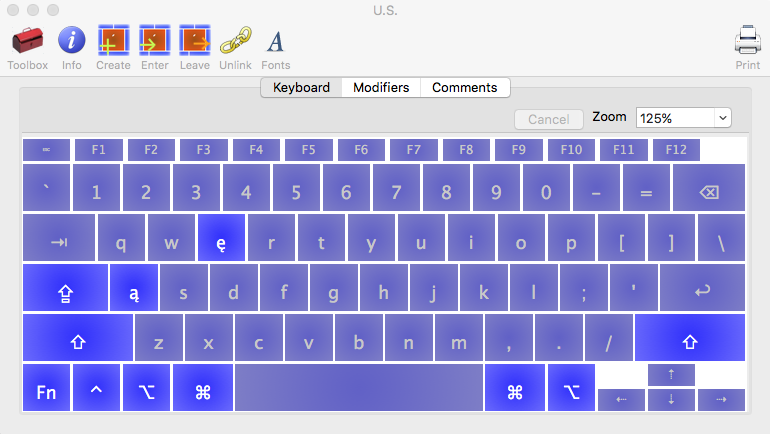 U.S.
Toolbox Info Create Enter Leave Unlink Fonts Print
Keyboard Modifiers Comments
Cancel Zoom 125%
esc F1 F2 F3 F4 F5 F6 F7 F8 F9 F10 F11 F12
` 1 2 3 4 5 6 7 8 9 0 - = ⌫
⇥ q w ę r t y u i o p [ ] \
⇪ ą s d f g h j k l ; ' ↩
⇧ z x c v b n m , . / ⇧
Fn ^ ⌥ ⌘ ⌘ ⌥ ⇠ ⇡ ⇣ ⇢